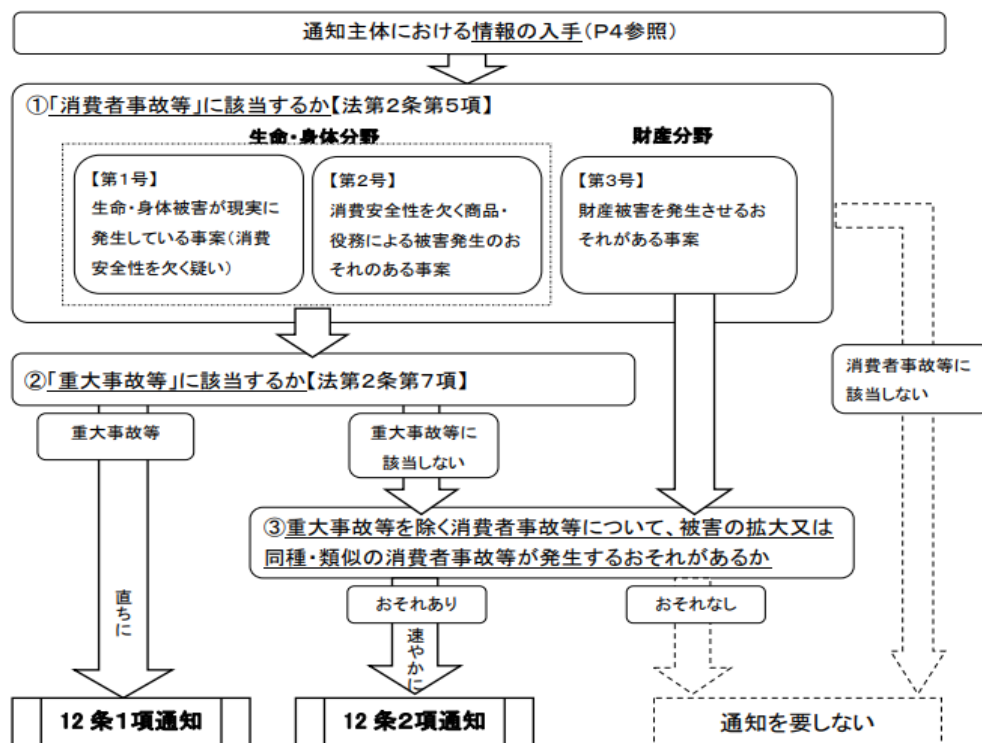 通知主体における情報の入手(P4参照)
①「消費者事故等」に該当するか【法第2条第5項】
生命・身体分野
財産分野
【第1号】
生命・身体被害が現実に
発生している事案(消費
安全性を欠く疑い)
【第2号】
消費安全性を欠く商品・
役務による被害発生のお
それのある事案
【第3号】
財産被害を発生させるお
それがある事案
②「重大事故等」に該当するか【法第2条第7項】
消費者事故等に
該当しない
重大事故等
重大事故等に
該当しない
③重大事故等を除く消費者事故等について、被害の拡大又は
同種・類似の消費者事故等が発生するおそれがあるか
直ちに
おそれあり
おそれなし
速やかに
12条1項通知
12条2項通知
通知を要しない